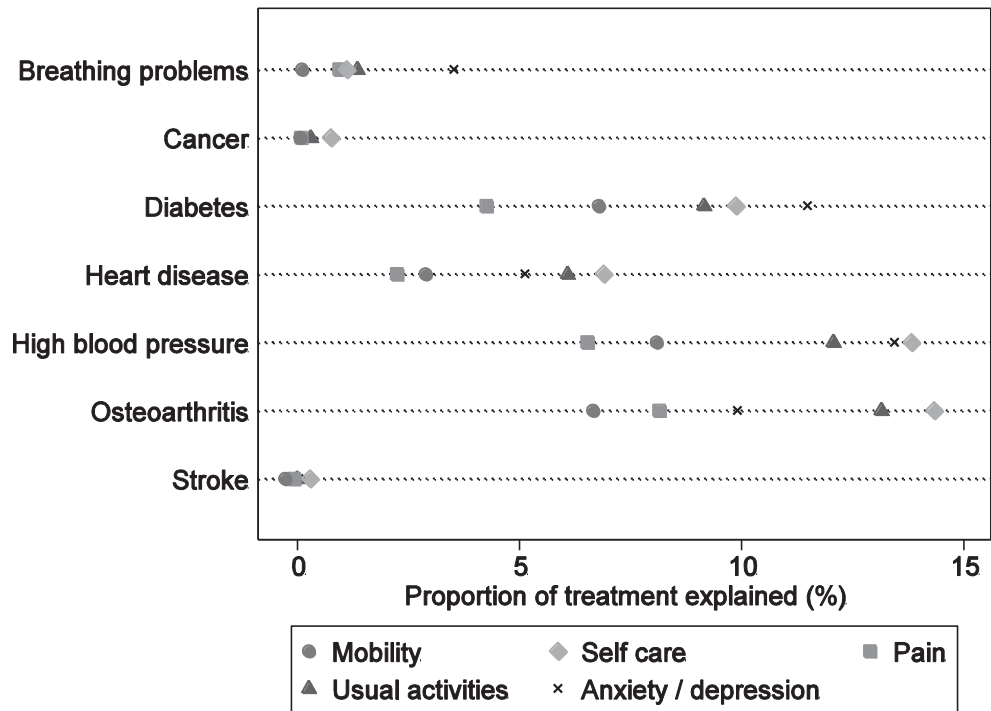 Breathing problems
Cancer
Diabetes
Heart disease
High blood pressure
Osteoarthritis
Stroke
0 5 10 15
Proportion of treatment explained (%)
Mobility Self care Pain
Usual activities Anxiety / depression